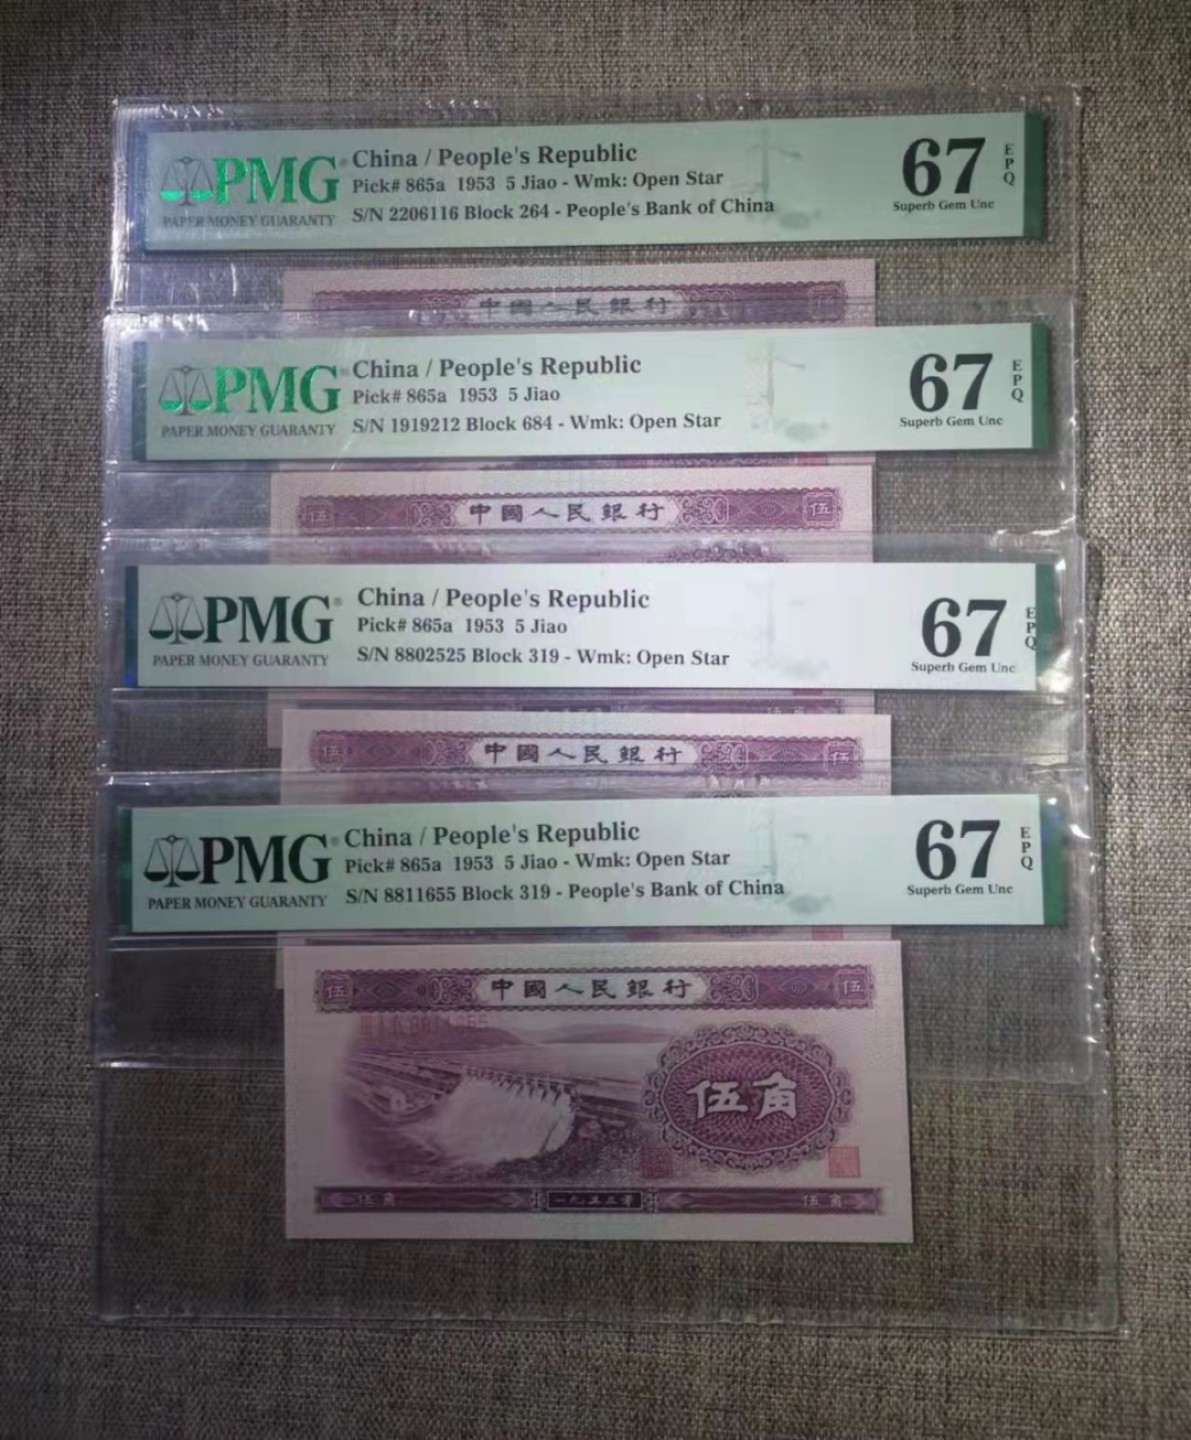 PMG
PAPER MONEY GUARANTY
China / People's Republic
Pick# 865a 1953 5 Jiao - Wmk: Open Star
S/N 2206116 Block 264 - People's Bank of China
67
EPQ
Superb Gem Unc
中國人民銀行
PMG
PAPER MONEY GUARANTY
China / People's Republic
Pick# 865a 1953 5 Jiao
S/N 1919212 Block 684 - Wmk: Open Star
67
EPQ
Superb Gem Unc
伍 中國人民銀行 伍
PMG
PAPER MONEY GUARANTY
China / People's Republic
Pick# 865a 1953 5 Jiao
S/N 8802525 Block 319 - Wmk: Open Star
67
EPQ
Superb Gem Unc
伍 中國人民銀行 伍
PMG
PAPER MONEY GUARANTY
China / People's Republic
Pick# 865a 1953 5 Jiao - Wmk: Open Star
S/N 8811655 Block 319 - People's Bank of China
67
EPQ
Superb Gem Unc
伍 中國人民銀行 伍
伍角
伍角 一九五三年 伍角